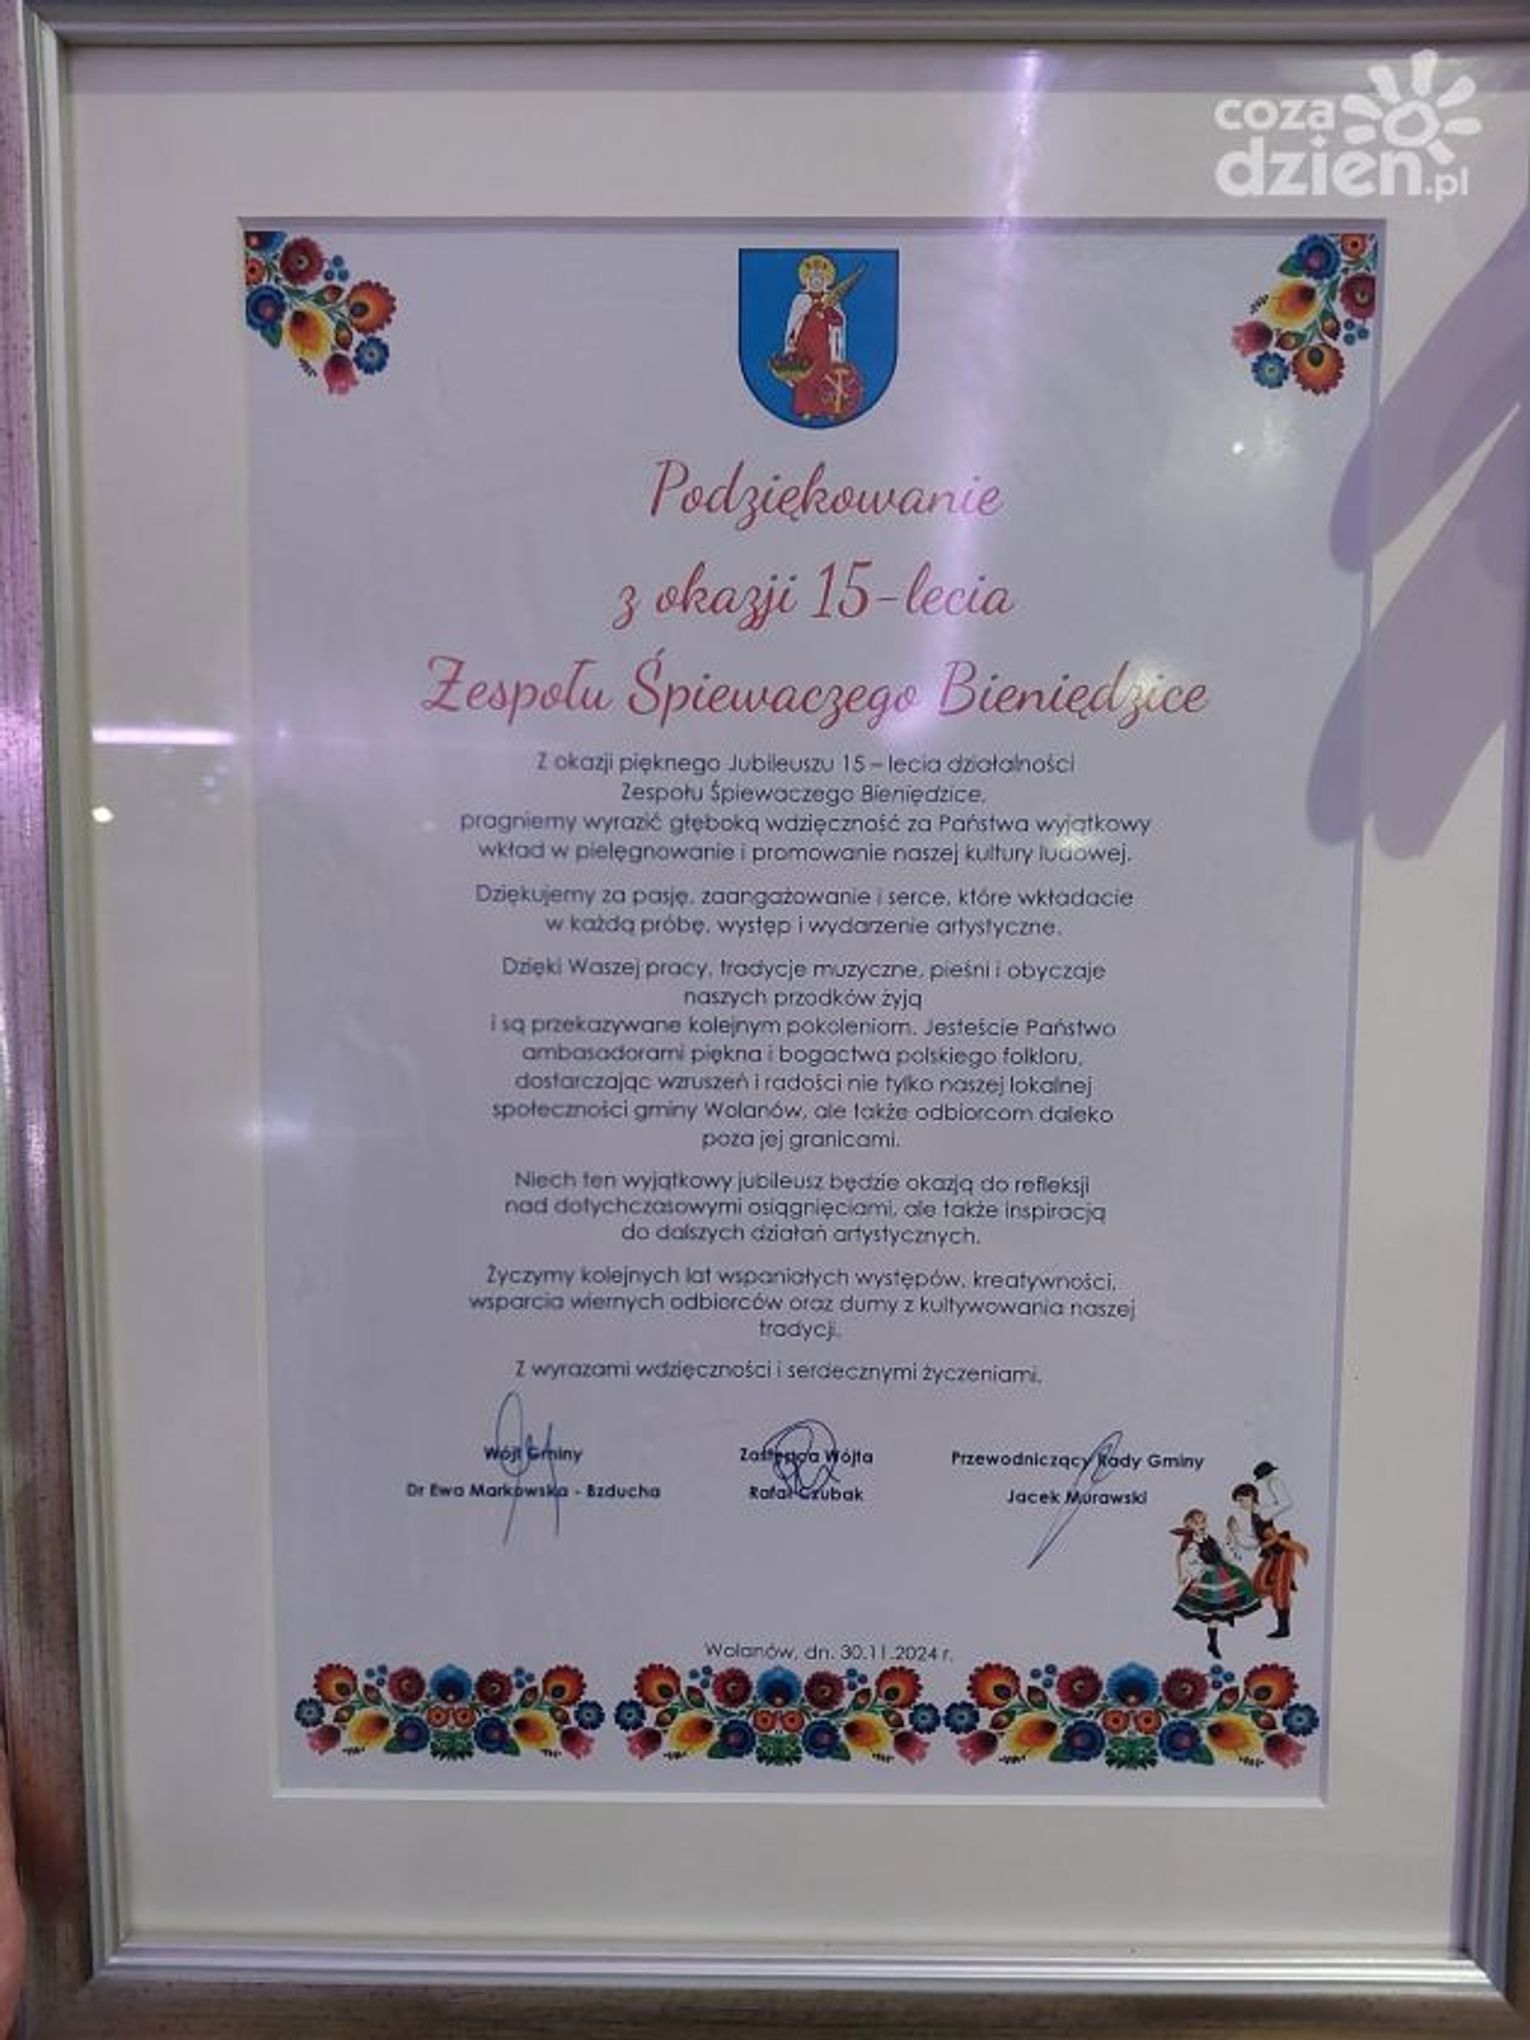 coza
dzien.pl
Podziękowanie
z okazji 15-lecia
Zespołu Śpiewaczego Bieniędzice
Z okazji pięknego Jubileuszu 15 – lecia działalności
Zespołu Śpiewaczego Bieniędzice,
pragniemy wyrazić głęboką wdzięczność za Państwa wyjątkowy
wkład w pielęgnowanie i promowanie naszej kultury ludowej.
Dziękujemy za pasję, zaangażowanie i serce, które wkładacie
w każdą próbę, występ i wydarzenie artystyczne.
Dzięki Waszej pracy, tradycje muzyczne, pieśni i obyczaje
naszych przodków żyją
i są przekazywane kolejnym pokoleniom. Jesteście Państwo
ambasadorami piękna i bogactwa polskiego folkloru,
dostarczając wzruszeń i radości nie tylko naszej lokalnej
społeczności gminy Wolanów, ale także odbiorcom daleko
poza jej granicami.
Niech ten wyjątkowy jubileusz będzie okazją do refleksji
nad dotychczasowymi osiągnięciami, ale także inspiracją
do dalszych działań artystycznych.
Życzymy kolejnych lat wspaniałych występów, kreatywności,
wsparcia wiernych odbiorców oraz dumy z kultywowania naszej
tradycji.
Z wyrazami wdzięczności i serdecznymi życzeniami,
Wójt Gminy Zastępca Wójta Przewodniczący Rady Gminy
Dr Ewa Markowska - Bzducha Rafał Czubak Jacek Murawski
Wolanów, dn. 30.11.2024 r.